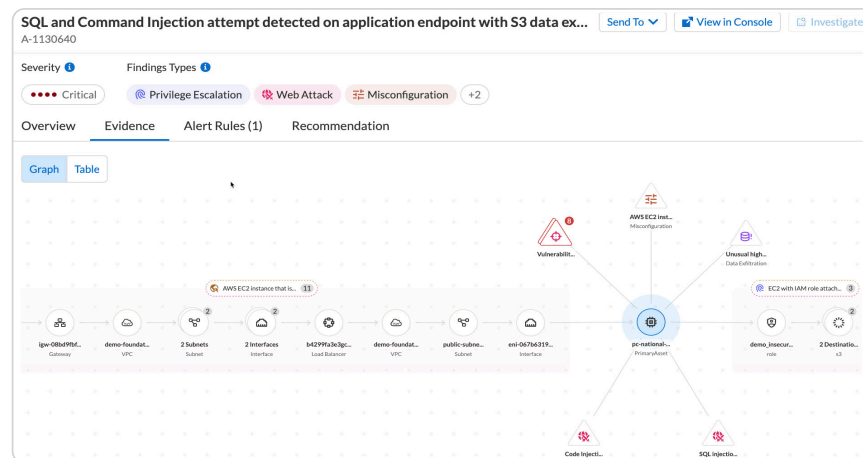 SQL and Command Injection attempt detected on application endpoint with S3 data ex...
Send To
View in Console
Investigate
A-1130640
Severity
Findings Types
Critical
Privilege Escalation
Web Attack
Misconfiguration
+2
Overview
Evidence
Alert Rules (1)
Recommendation
Graph
Table
AWS EC2 inst...
Misconfiguration
8
Vulnerabilit...
Unusual high...
Data Exfiltration
AWS EC2 instance that is... 11
EC2 with IAM role attach... 3
2
2
2
igw-08bd9fbf...
Gateway
demo-foundat...
VPC
2 Subnets
Subnet
2 Interfaces
Interface
b4299fa3e3gc...
Load Balancer
demo-foundat...
VPC
public-subne...
Subnet
eni-067b6319...
Interface
pc-national-...
PrimaryAsset
demo_insecur...
role
2 Destinatio...
s3
Code Injecti...
SQL Injectio...